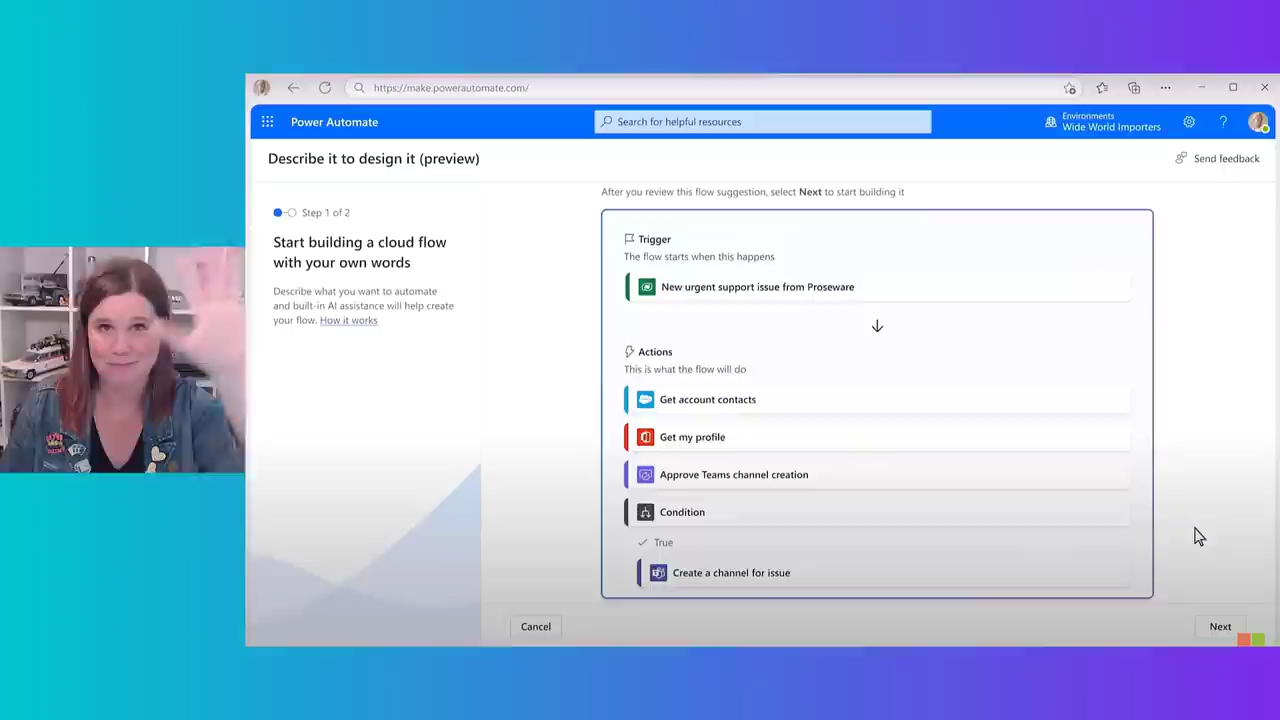 https://make.powerautomate.com/
Power Automate
Search for helpful resources
Environments
Wide World Importers
?
Describe it to design it (preview)
Send feedback
Step 1 of 2
Start building a cloud flow
with your own words
Describe what you want to automate
and built-in AI assistance will help create
your flow. How it works
After you review this flow suggestion, select Next to start building it
Trigger
The flow starts when this happens
New urgent support issue from Proseware
Actions
This is what the flow will do
Get account contacts
Get my profile
Approve Teams channel creation
Condition
True
Create a channel for issue
Cancel
Next